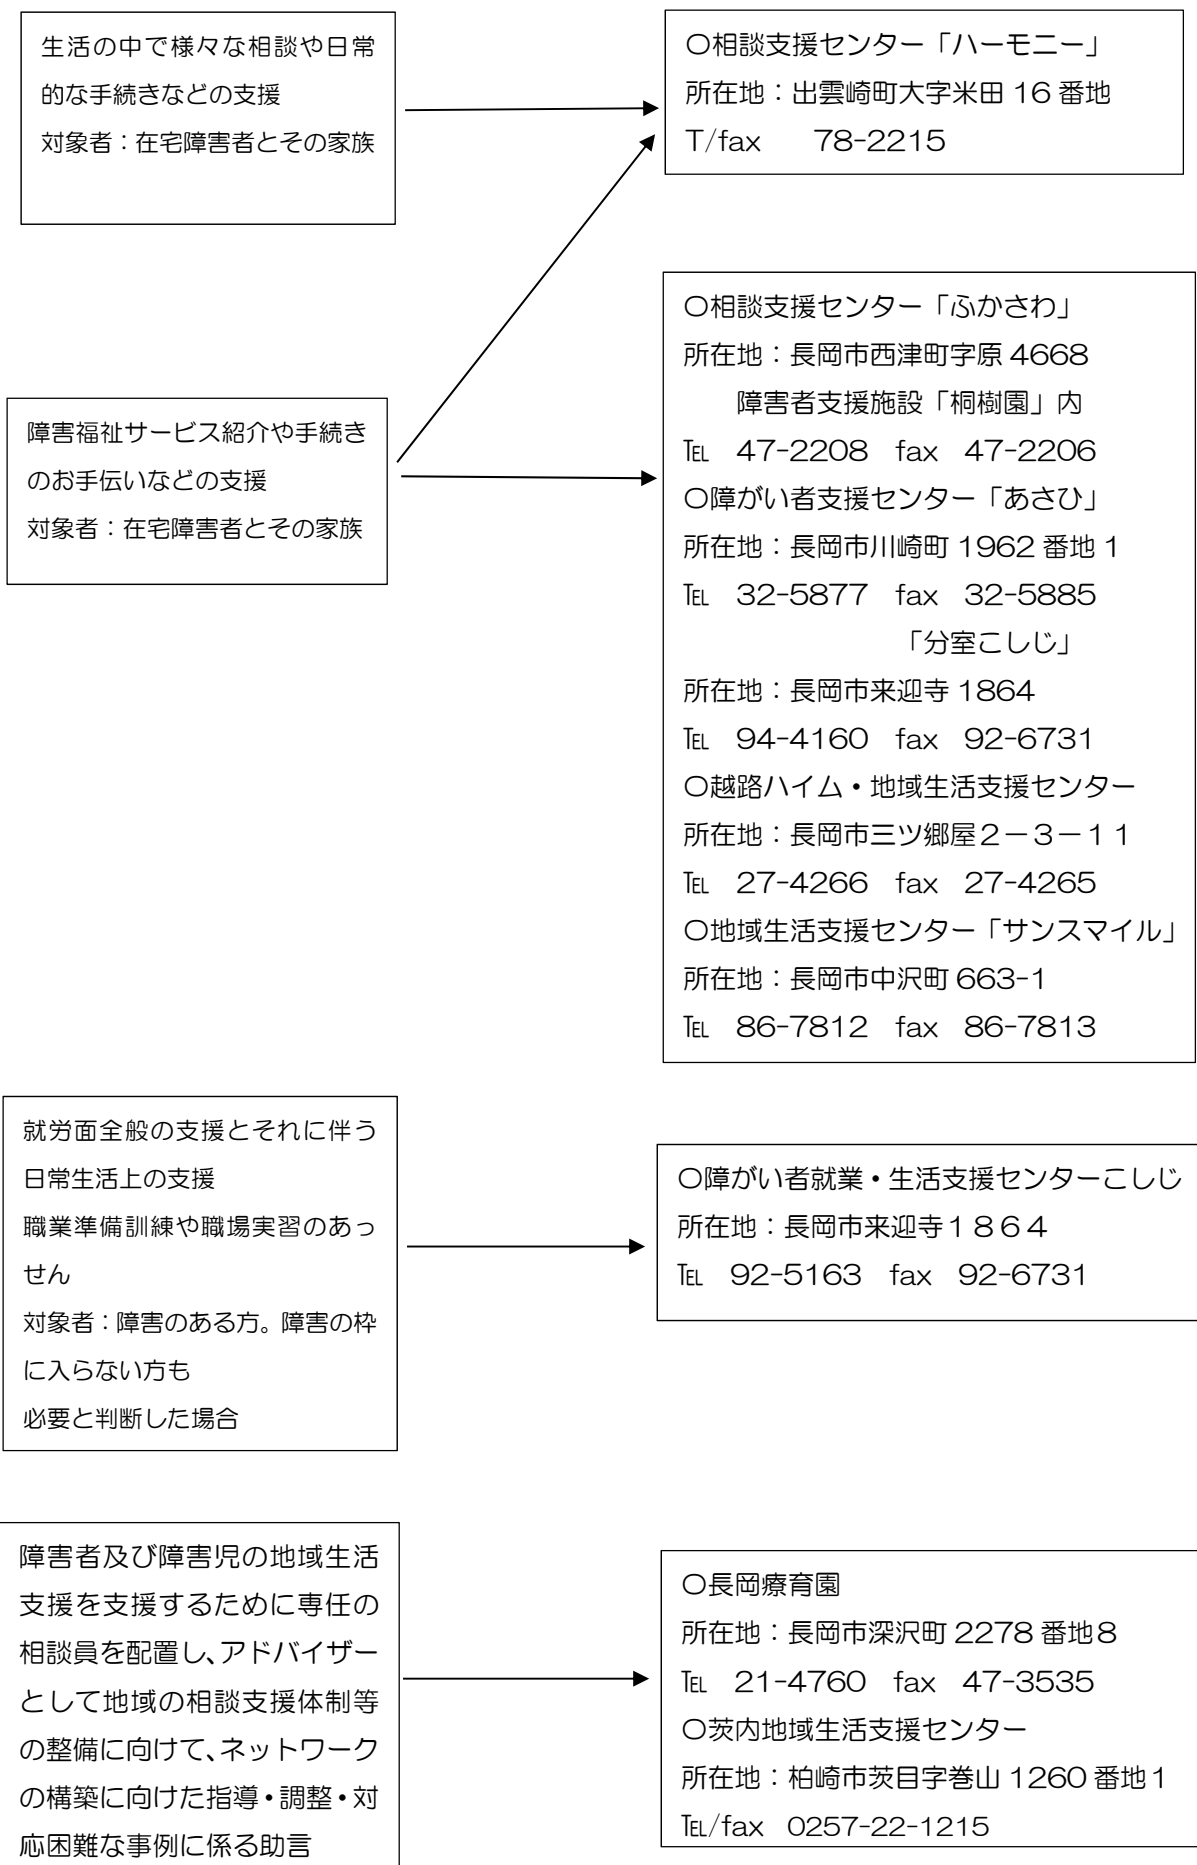 生活の中で様々な相談や日常
的な手続きなどの支援
対象者：在宅障害者とその家族
〇相談支援センター「ハーモニー」
所在地：出雲崎町大字米田 16 番地
T/fax　78-2215
障害福祉サービス紹介や手続き
のお手伝いなどの支援
対象者：在宅障害者とその家族
〇相談支援センター「ふかさわ」
所在地：長岡市西津町字原 4668
障害者支援施設「桐樹園」内
℡　47-2208　fax　47-2206
〇障がい者支援センター「あさひ」
所在地：長岡市川崎町 1962 番地 1
℡　32-5877　fax　32-5885
「分室こしじ」
所在地：長岡市来迎寺 1864
℡　94-4160　fax　92-6731
〇越路ハイム・地域生活支援センター
所在地：長岡市三ツ郷屋２－３－１１
℡　27-4266　fax　27-4265
〇地域生活支援センター「サンスマイル」
所在地：長岡市中沢町 663-1
℡　86-7812　fax　86-7813
就労面全般の支援とそれに伴う
日常生活上の支援
職業準備訓練や職場実習のあっ
せん
対象者：障害のある方。障害の枠
に入らない方も
必要と判断した場合
〇障がい者就業・生活支援センターこしじ
所在地：長岡市来迎寺１８６４
℡　92-5163　fax　92-6731
障害者及び障害児の地域生活
支援を支援するために専任の
相談員を配置し、アドバイザー
として地域の相談支援体制等
の整備に向けて、ネットワーク
の構築に向けた指導・調整・対
応困難な事例に係る助言
〇長岡療育園
所在地：長岡市深沢町 2278 番地８
℡　21-4760　fax　47-3535
〇茨内地域生活支援センター
所在地：柏崎市茨目字巻山 1260 番地１
℡/fax　0257-22-1215